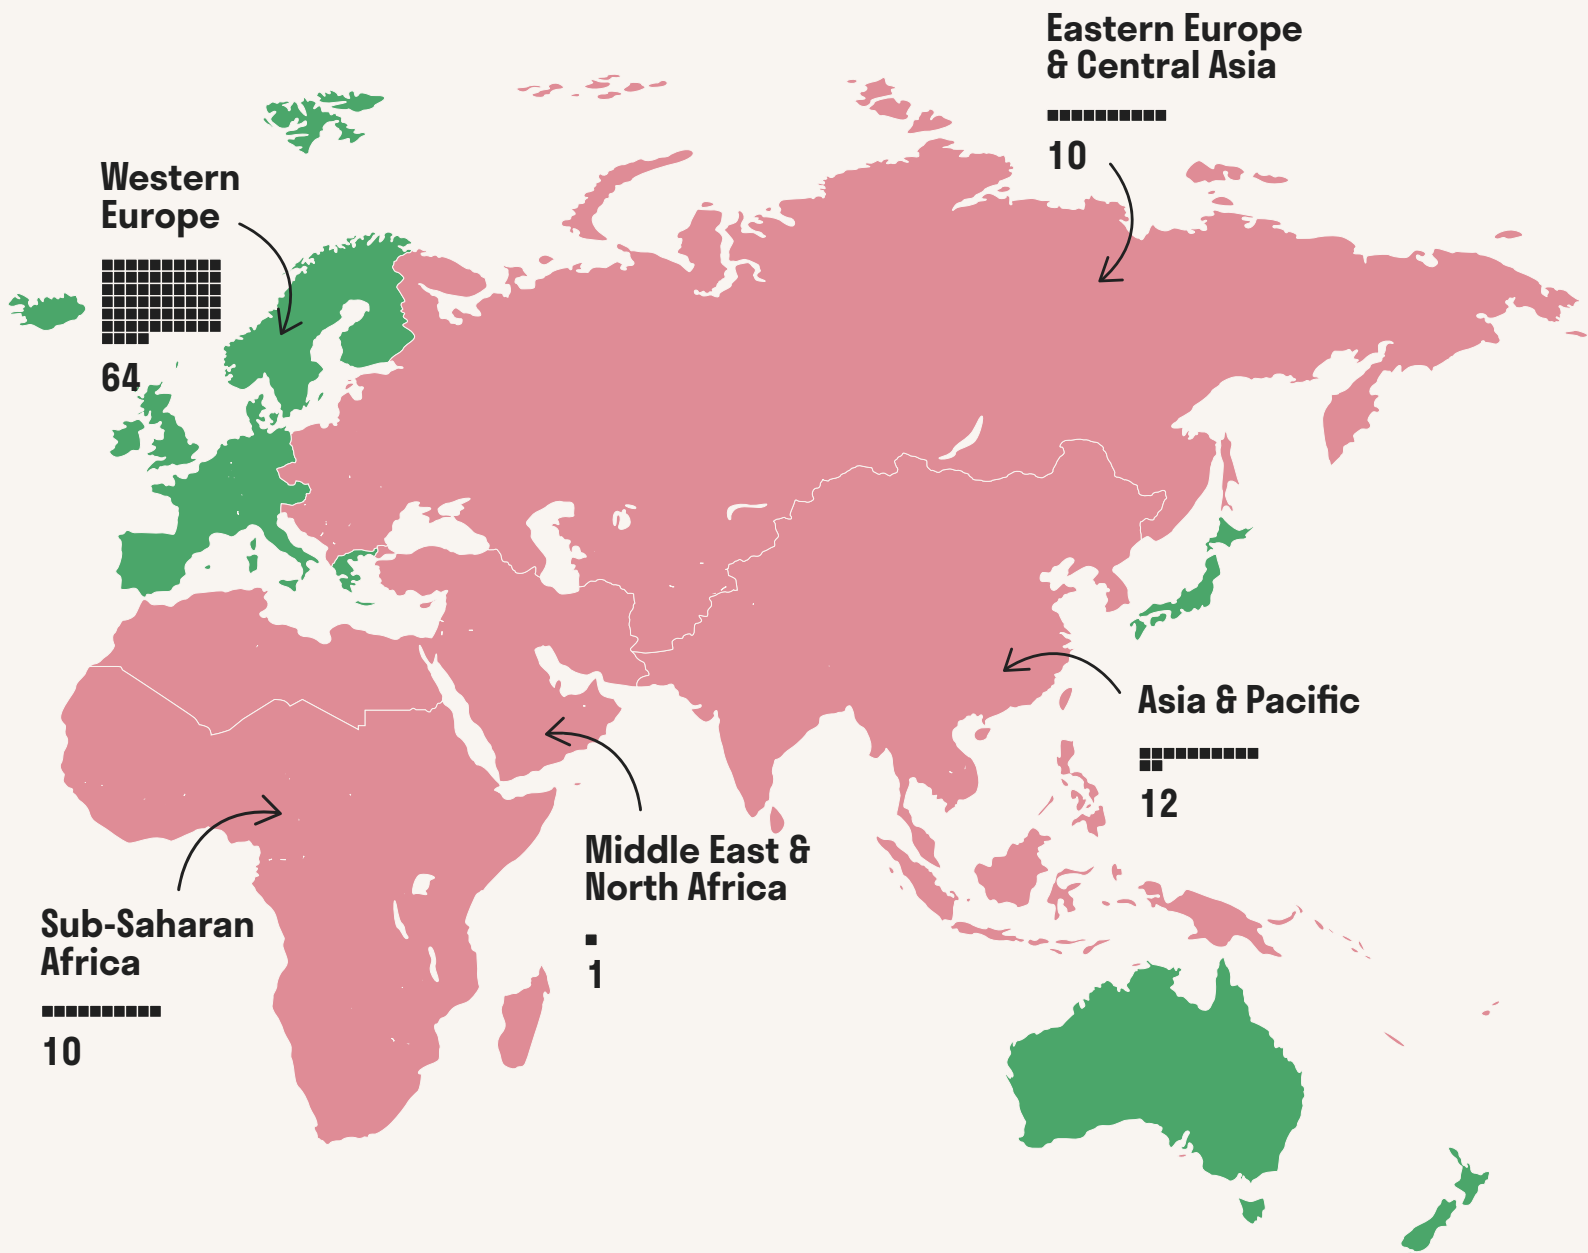 Eastern Europe
& Central Asia
10
Western
Europe
64
Asia & Pacific
12
Middle East &
North Africa
1
Sub-Saharan
Africa
10